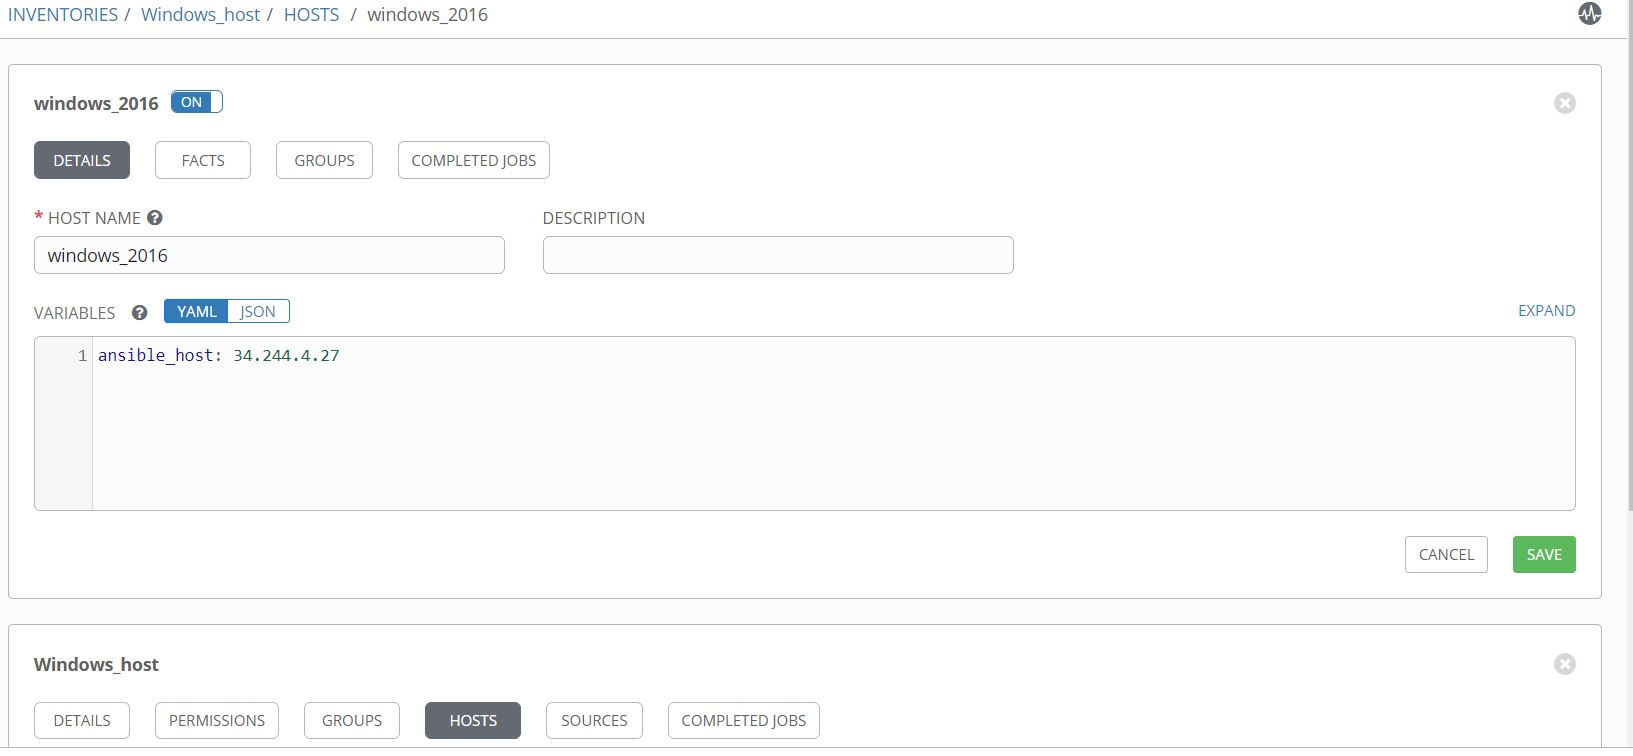 INVENTORIES / Windows_host / HOSTS / windows_2016
windows_2016 ON
DETAILS FACTS GROUPS COMPLETED JOBS
* HOST NAME ? DESCRIPTION
windows_2016
VARIABLES ? YAML JSON EXPAND
1 ansible_host: 34.244.4.27
CANCEL SAVE
Windows_host
DETAILS PERMISSIONS GROUPS HOSTS SOURCES COMPLETED JOBS